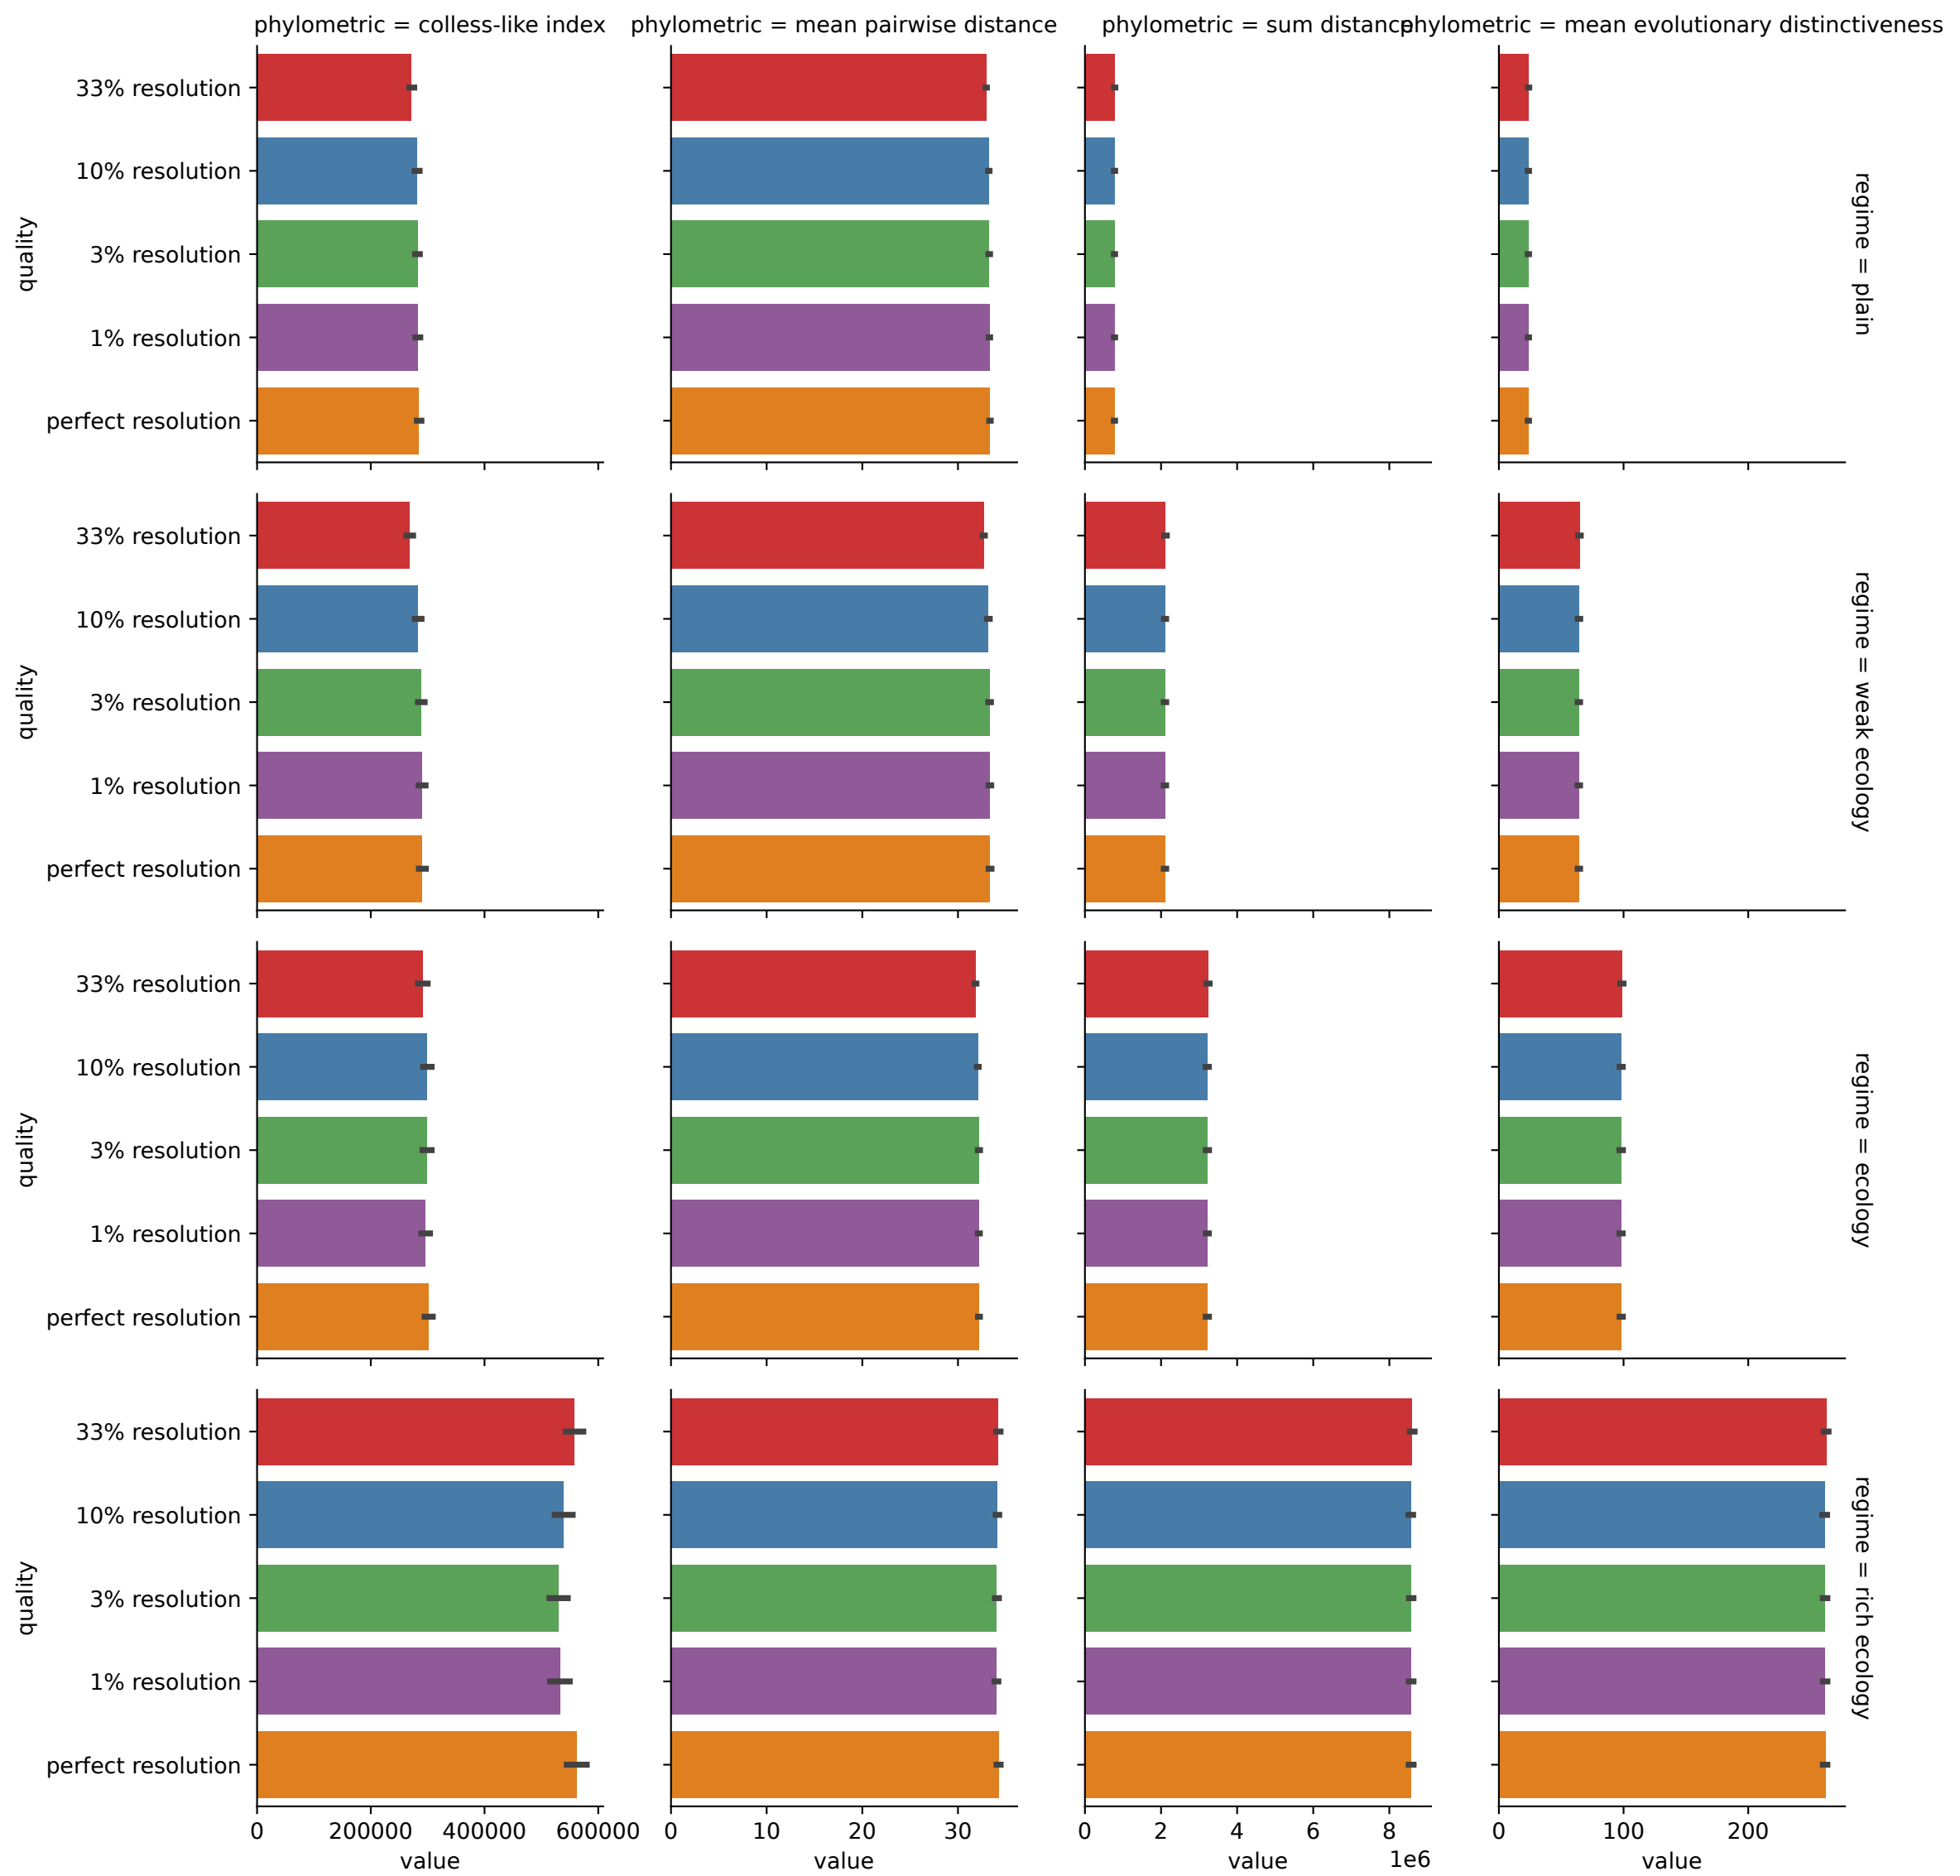 phylometric = colless-like index
phylometric = mean pairwise distance
phylometric = sum distance
phylometric = mean evolutionary distinctiveness
quality
33% resolution
10% resolution
3% resolution
1% resolution
perfect resolution
regime = plain
quality
33% resolution
10% resolution
3% resolution
1% resolution
perfect resolution
regime = weak ecology
quality
33% resolution
10% resolution
3% resolution
1% resolution
perfect resolution
regime = ecology
quality
33% resolution
10% resolution
3% resolution
1% resolution
perfect resolution
regime = rich ecology
0 200000 400000 600000
value
0 10 20 30
value
0 2 4 6 8
1e6
value
0 100 200
value